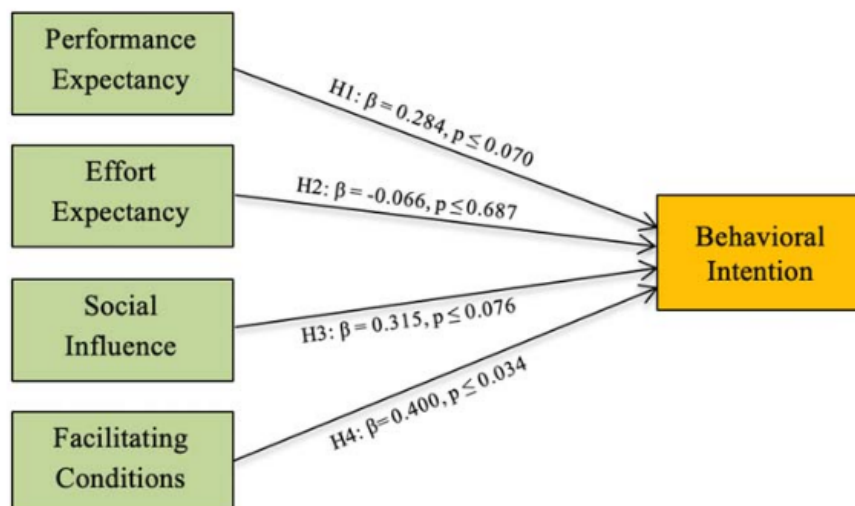 Performance
Expectancy
H1: β = 0.284, p ≤ 0.070
Effort
Expectancy
H2: β = -0.066, p ≤0.687
Behavioral
Intention
Social
Influence
H3: β = 0.315, p ≤ 0.076
Facilitating
Conditions
H4: β= 0.400, p ≤ 0.034